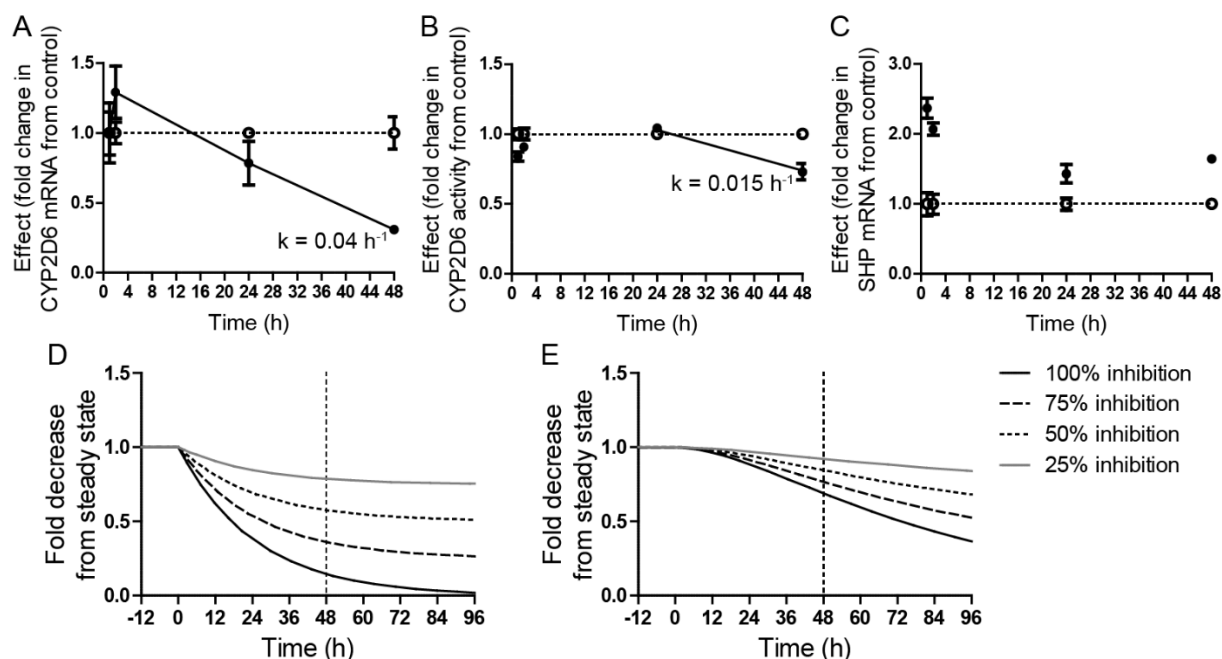 A
Effect (fold change in
CYP2D6 mRNA from control)
1.5
1.0
0.5
0.0
k = 0.04 h-1
0 4 8 12 16 20 24 28 32 36 40 44 48
Time (h)
B
Effect (fold change in
CYP2D6 activity from control)
1.5
1.0
0.5
0.0
k = 0.015 h-1
0 4 8 12 16 20 24 28 32 36 40 44 48
Time (h)
C
Effect (fold change in
SHP mRNA from control)
3.0
2.0
1.0
0.0
0 4 8 12 16 20 24 28 32 36 40 44 48
Time (h)
D
Fold decrease
from steady state
1.5
1.0
0.5
0.0
-12 0 12 24 36 48 60 72 84 96
Time (h)
E
Fold decrease
from steady state
1.5
1.0
0.5
0.0
-12 0 12 24 36 48 60 72 84 96
Time (h)
100% inhibition
75% inhibition
50% inhibition
25% inhibition